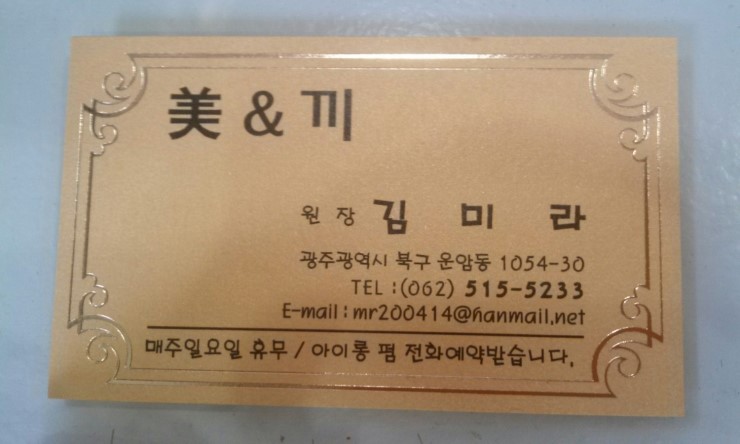 美 & 끼
원 장 김 미 라
광주광역시 북구 운암동 1054-30
TEL : (062) 515-5233
E-mail : mr200414@hanmail.net
매주일요일 휴무 / 아이롱 펌 전화예약받습니다.